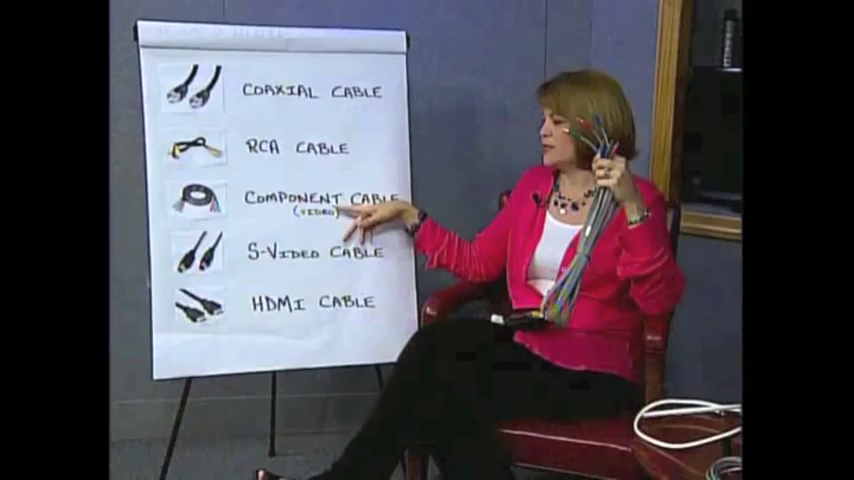 COAXIAL CABLE
RCA CABLE
COMPONENT CABLE
(VIDEO)
S-VIDEO CABLE
HDMI CABLE